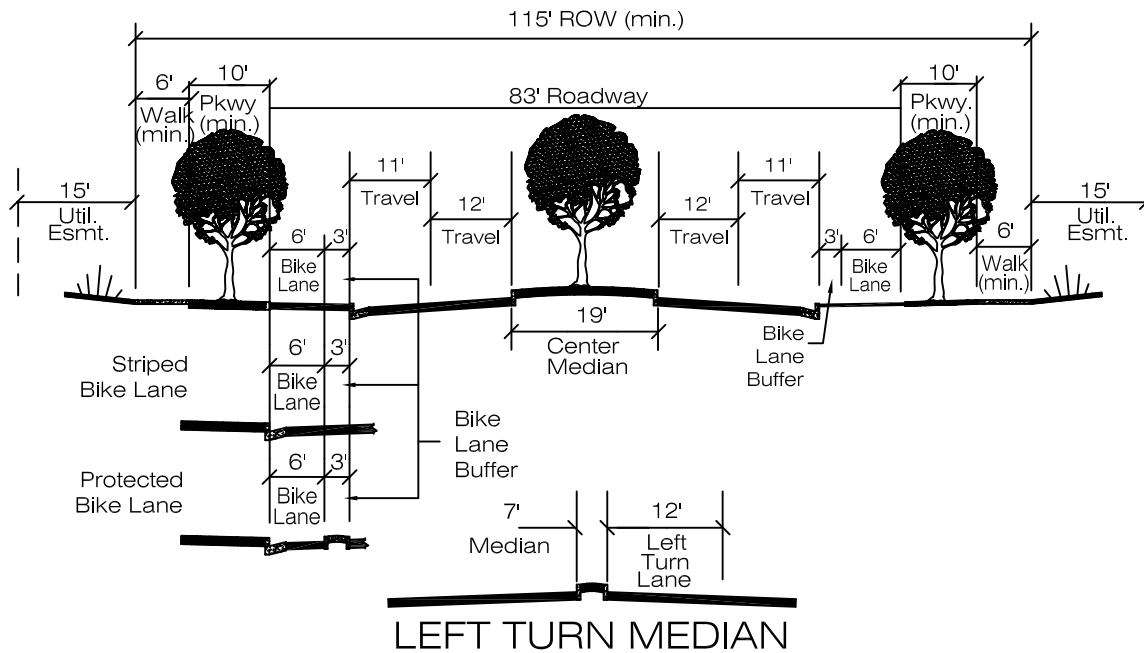 115' ROW (min.)
6'
10'
10'
Walk
(min.)
Pkwy
(min.)
83' Roadway
Pkwy.
(min.)
15'
Util.
Esmt.
11'
Travel
12'
Travel
12'
Travel
11'
Travel
15'
Util.
Esmt.
6'
3'
Bike
Lane
3'
6'
Bike
Lane
6'
Walk
(min.)
19'
Center
Median
Bike
Lane
Buffer
Striped
Bike Lane
6'
3'
Bike
Lane
Bike
Lane
Buffer
Protected
Bike Lane
6'
3'
Bike
Lane
7'
Median
12'
Left
Turn
Lane
LEFT TURN MEDIAN